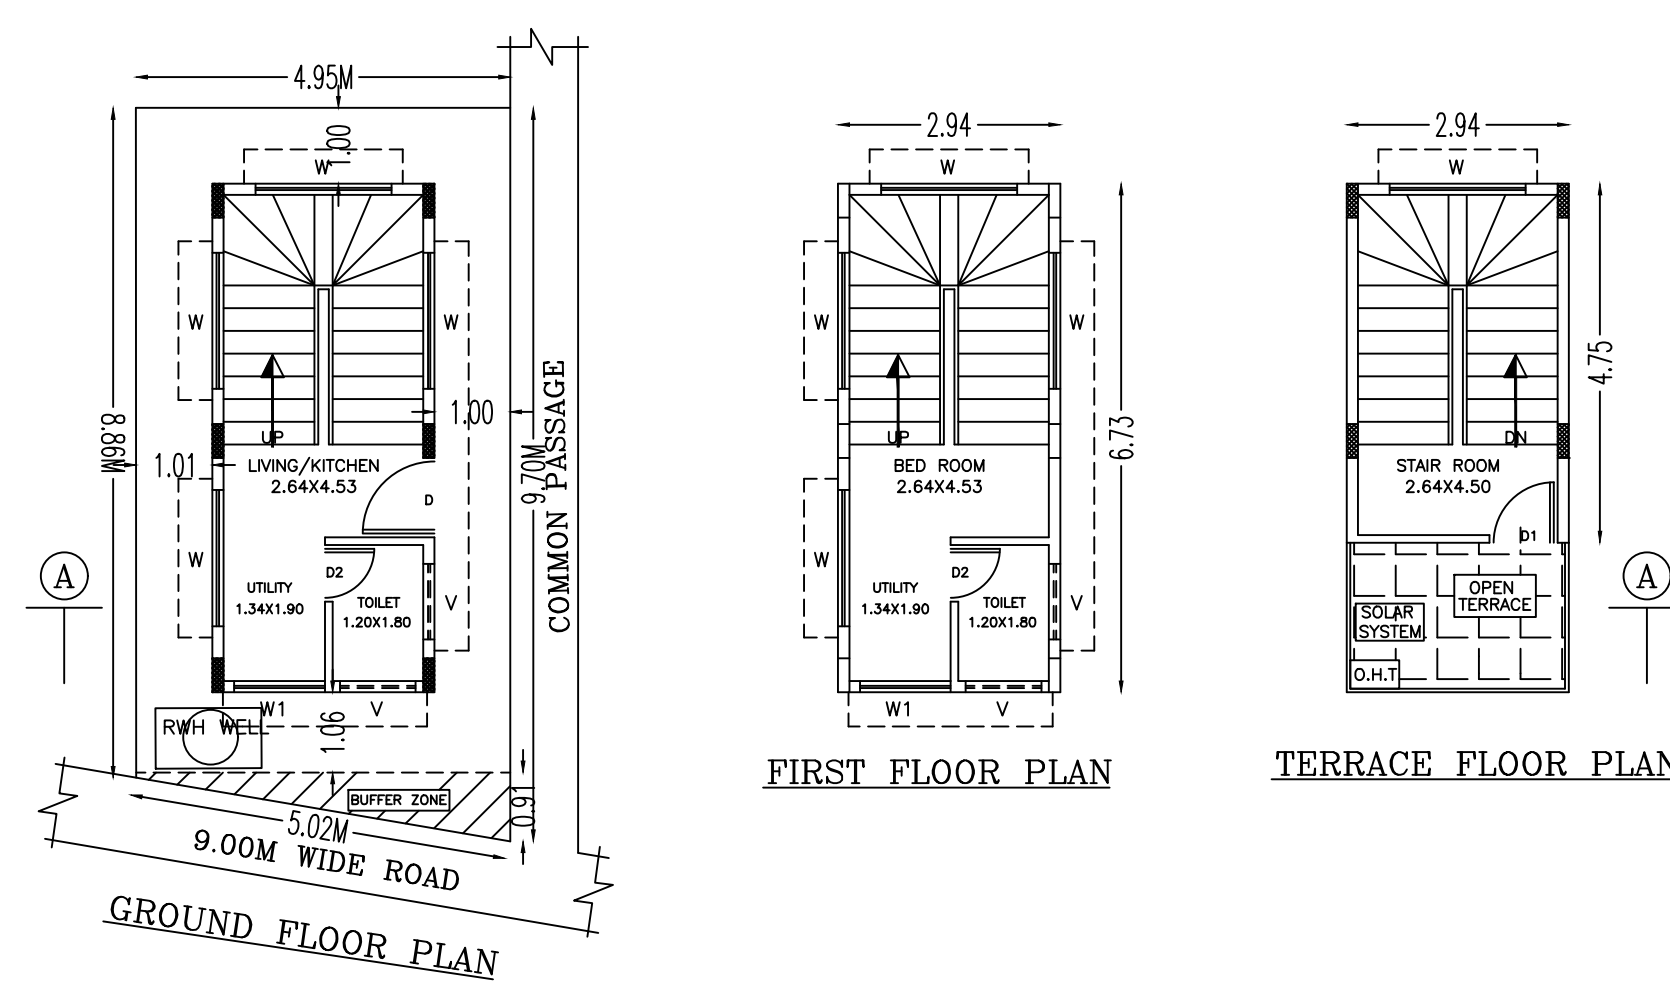 4.95M
1.00
W
W
W
UP
1.00
8.86M
1.01
9.70M
COMMON PASSAGE
LIVING/KITCHEN
2.64X4.53
D
W
A
D2
UTILITY
1.34X1.90
TOILET
1.20X1.80
V
W1
V
RWH WELL
1.06
BUFFER ZONE
0.91
5.02M
9.00M WIDE ROAD
GROUND FLOOR PLAN
2.94
W
W
W
UP
6.73
BED ROOM
2.64X4.53
W
D2
UTILITY
1.34X1.90
TOILET
1.20X1.80
V
W1
V
FIRST FLOOR PLAN
2.94
W
4.75
DN
STAIR ROOM
2.64X4.50
D1
OPEN
TERRACE
SOLAR
SYSTEM
O.H.T
A
TERRACE FLOOR PLAN